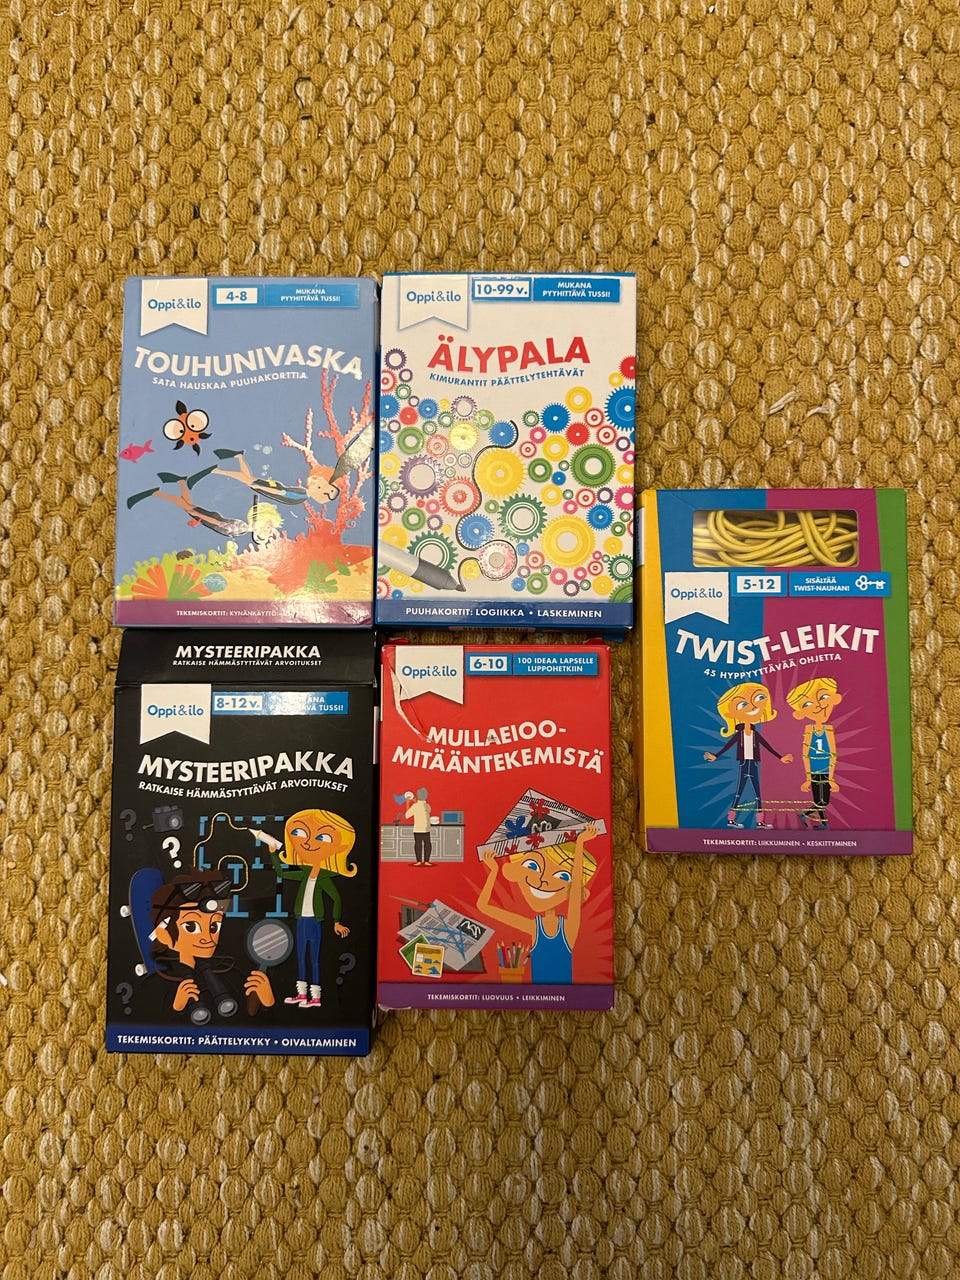 Oppi&ilo
4-8
MUKANA
PYYHITTÄVÄ TUSSI!
TOUHUNIVASKA
SATA HAUSKAA PUUHAKORTTIA
TEKEMISKORTIT: KYNÄNKÄYTTÖ
Oppi&ilo
10-99 v.
MUKANA
PYYHITTÄVÄ TUSSI!
ÄLYPALA
KIMURANTIT PÄÄTTELYTEHTÄVÄT
PUUHAKORTIT: LOGIIKKA • LASKEMINEN
MYSTEERIPAKKA
RATKAISE HÄMMÄSTYTTÄVÄT ARVOITUKSET
Oppi&ilo
8-12 v.
TUSSI!
MYSTEERIPAKKA
RATKAISE HÄMMÄSTYTTÄVÄT ARVOITUKSET
? ? ? ?
TEKEMISKORTIT: PÄÄTTELYKYKY • OIVALTAMINEN
Oppi&ilo
6-10
100 IDEAA LAPSELLE
LUPPOHETKIIN
MULLAEIOO-
MITÄÄNTEKEMISTÄ
TEKEMISKORTIT: LUOVUUS • LEIKKIMINEN
Oppi&ilo
5-12
SISÄLTÄÄ
TWIST-NAUHAN!
TWIST-LEIKIT
45 HYPPYYTTÄVÄÄ OHJETTA
1
TEKEMISKORTIT: LIIKKUMINEN • KESKITTYMINEN